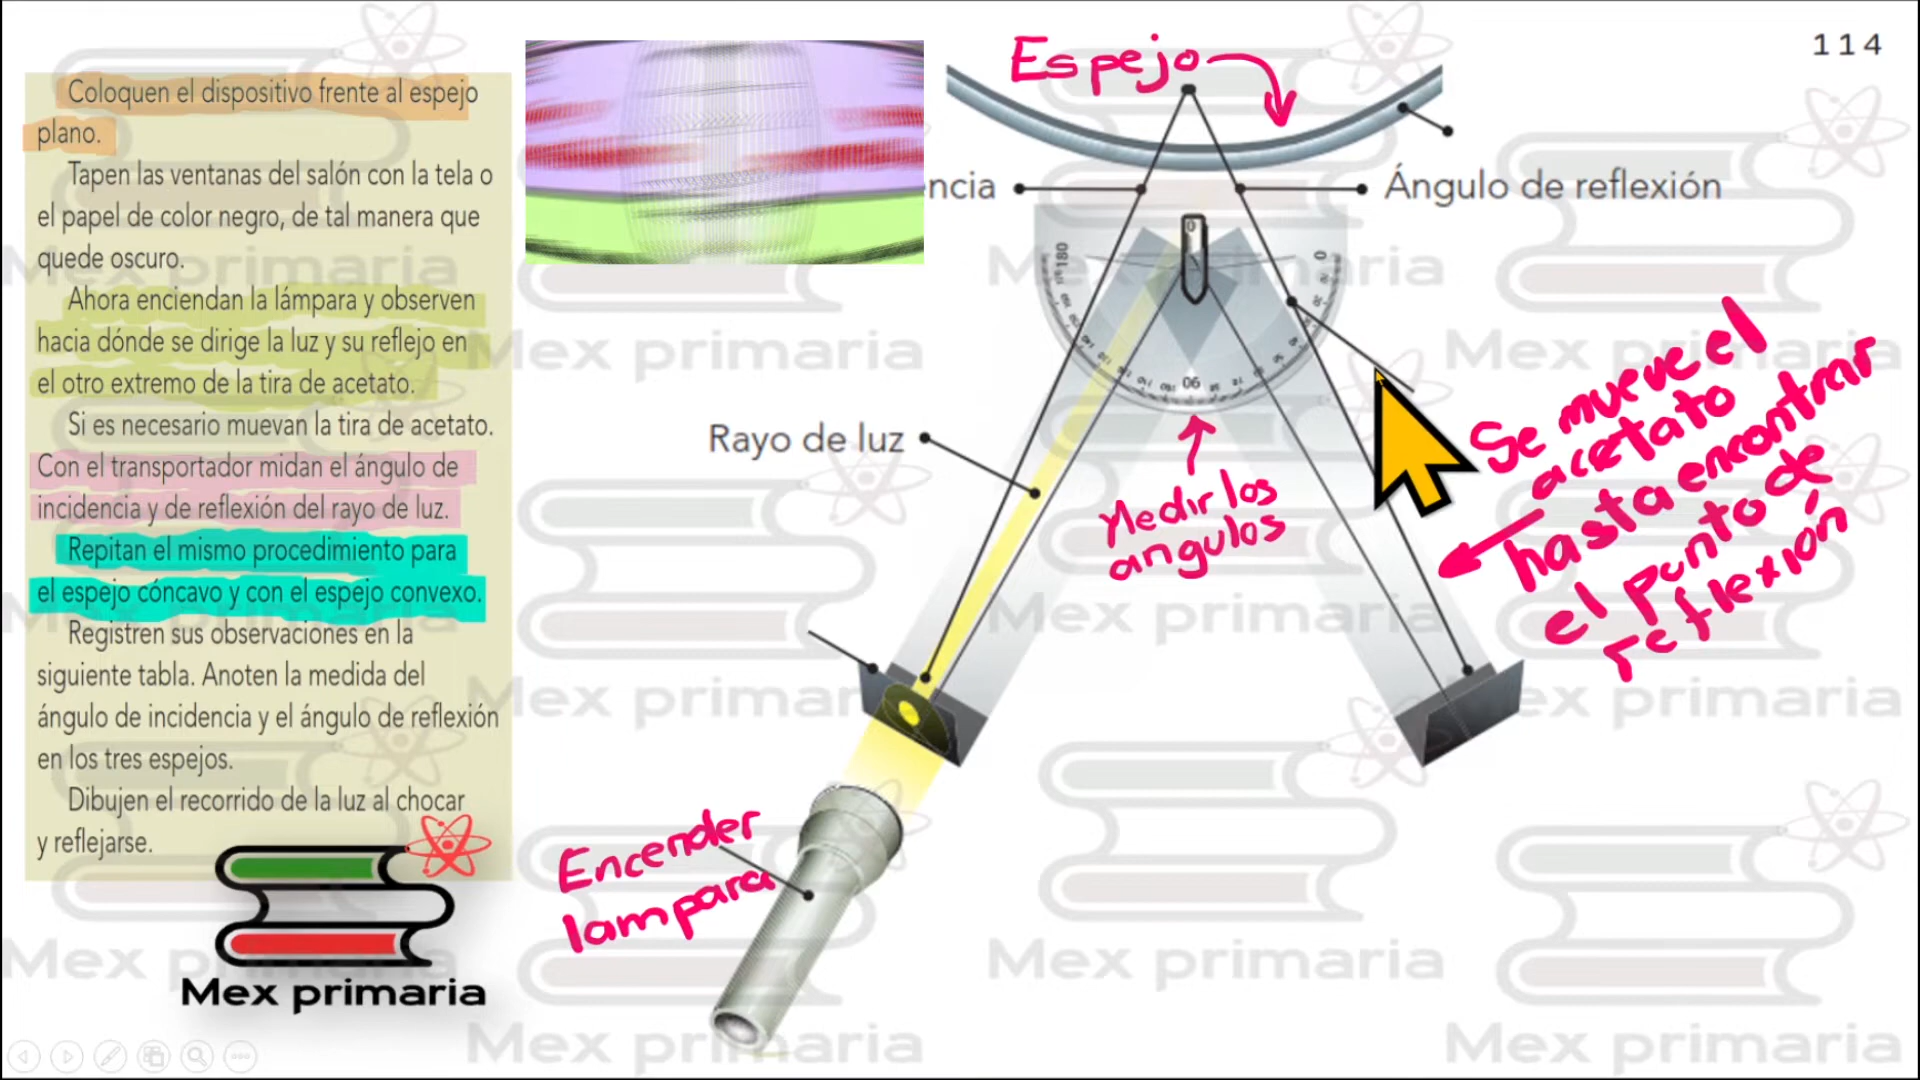 114
Coloquen el dispositivo frente al espejo
plano.
Tapen las ventanas del salón con la tela o
el papel de color negro, de tal manera que
quede oscuro.
Ahora enciendan la lámpara y observen
hacia dónde se dirige la luz y su reflejo en
el otro extremo de la tira de acetato.
Si es necesario muevan la tira de acetato.
Con el transportador midan el ángulo de
incidencia y de reflexión del rayo de luz.
Repitan el mismo procedimiento para
el espejo cóncavo y con el espejo convexo.
Registren sus observaciones en la
siguiente tabla. Anoten la medida del
ángulo de incidencia y el ángulo de reflexión
en los tres espejos.
Dibujen el recorrido de la luz al chocar
y reflejarse.
Mex primaria
Espejo
encia
Ángulo de reflexión
180
0
0
90
Rayo de luz
Medir los
angulos
Se mueve el
acetato
hasta encontrar
el punto de
reflexión
Encender
lampara